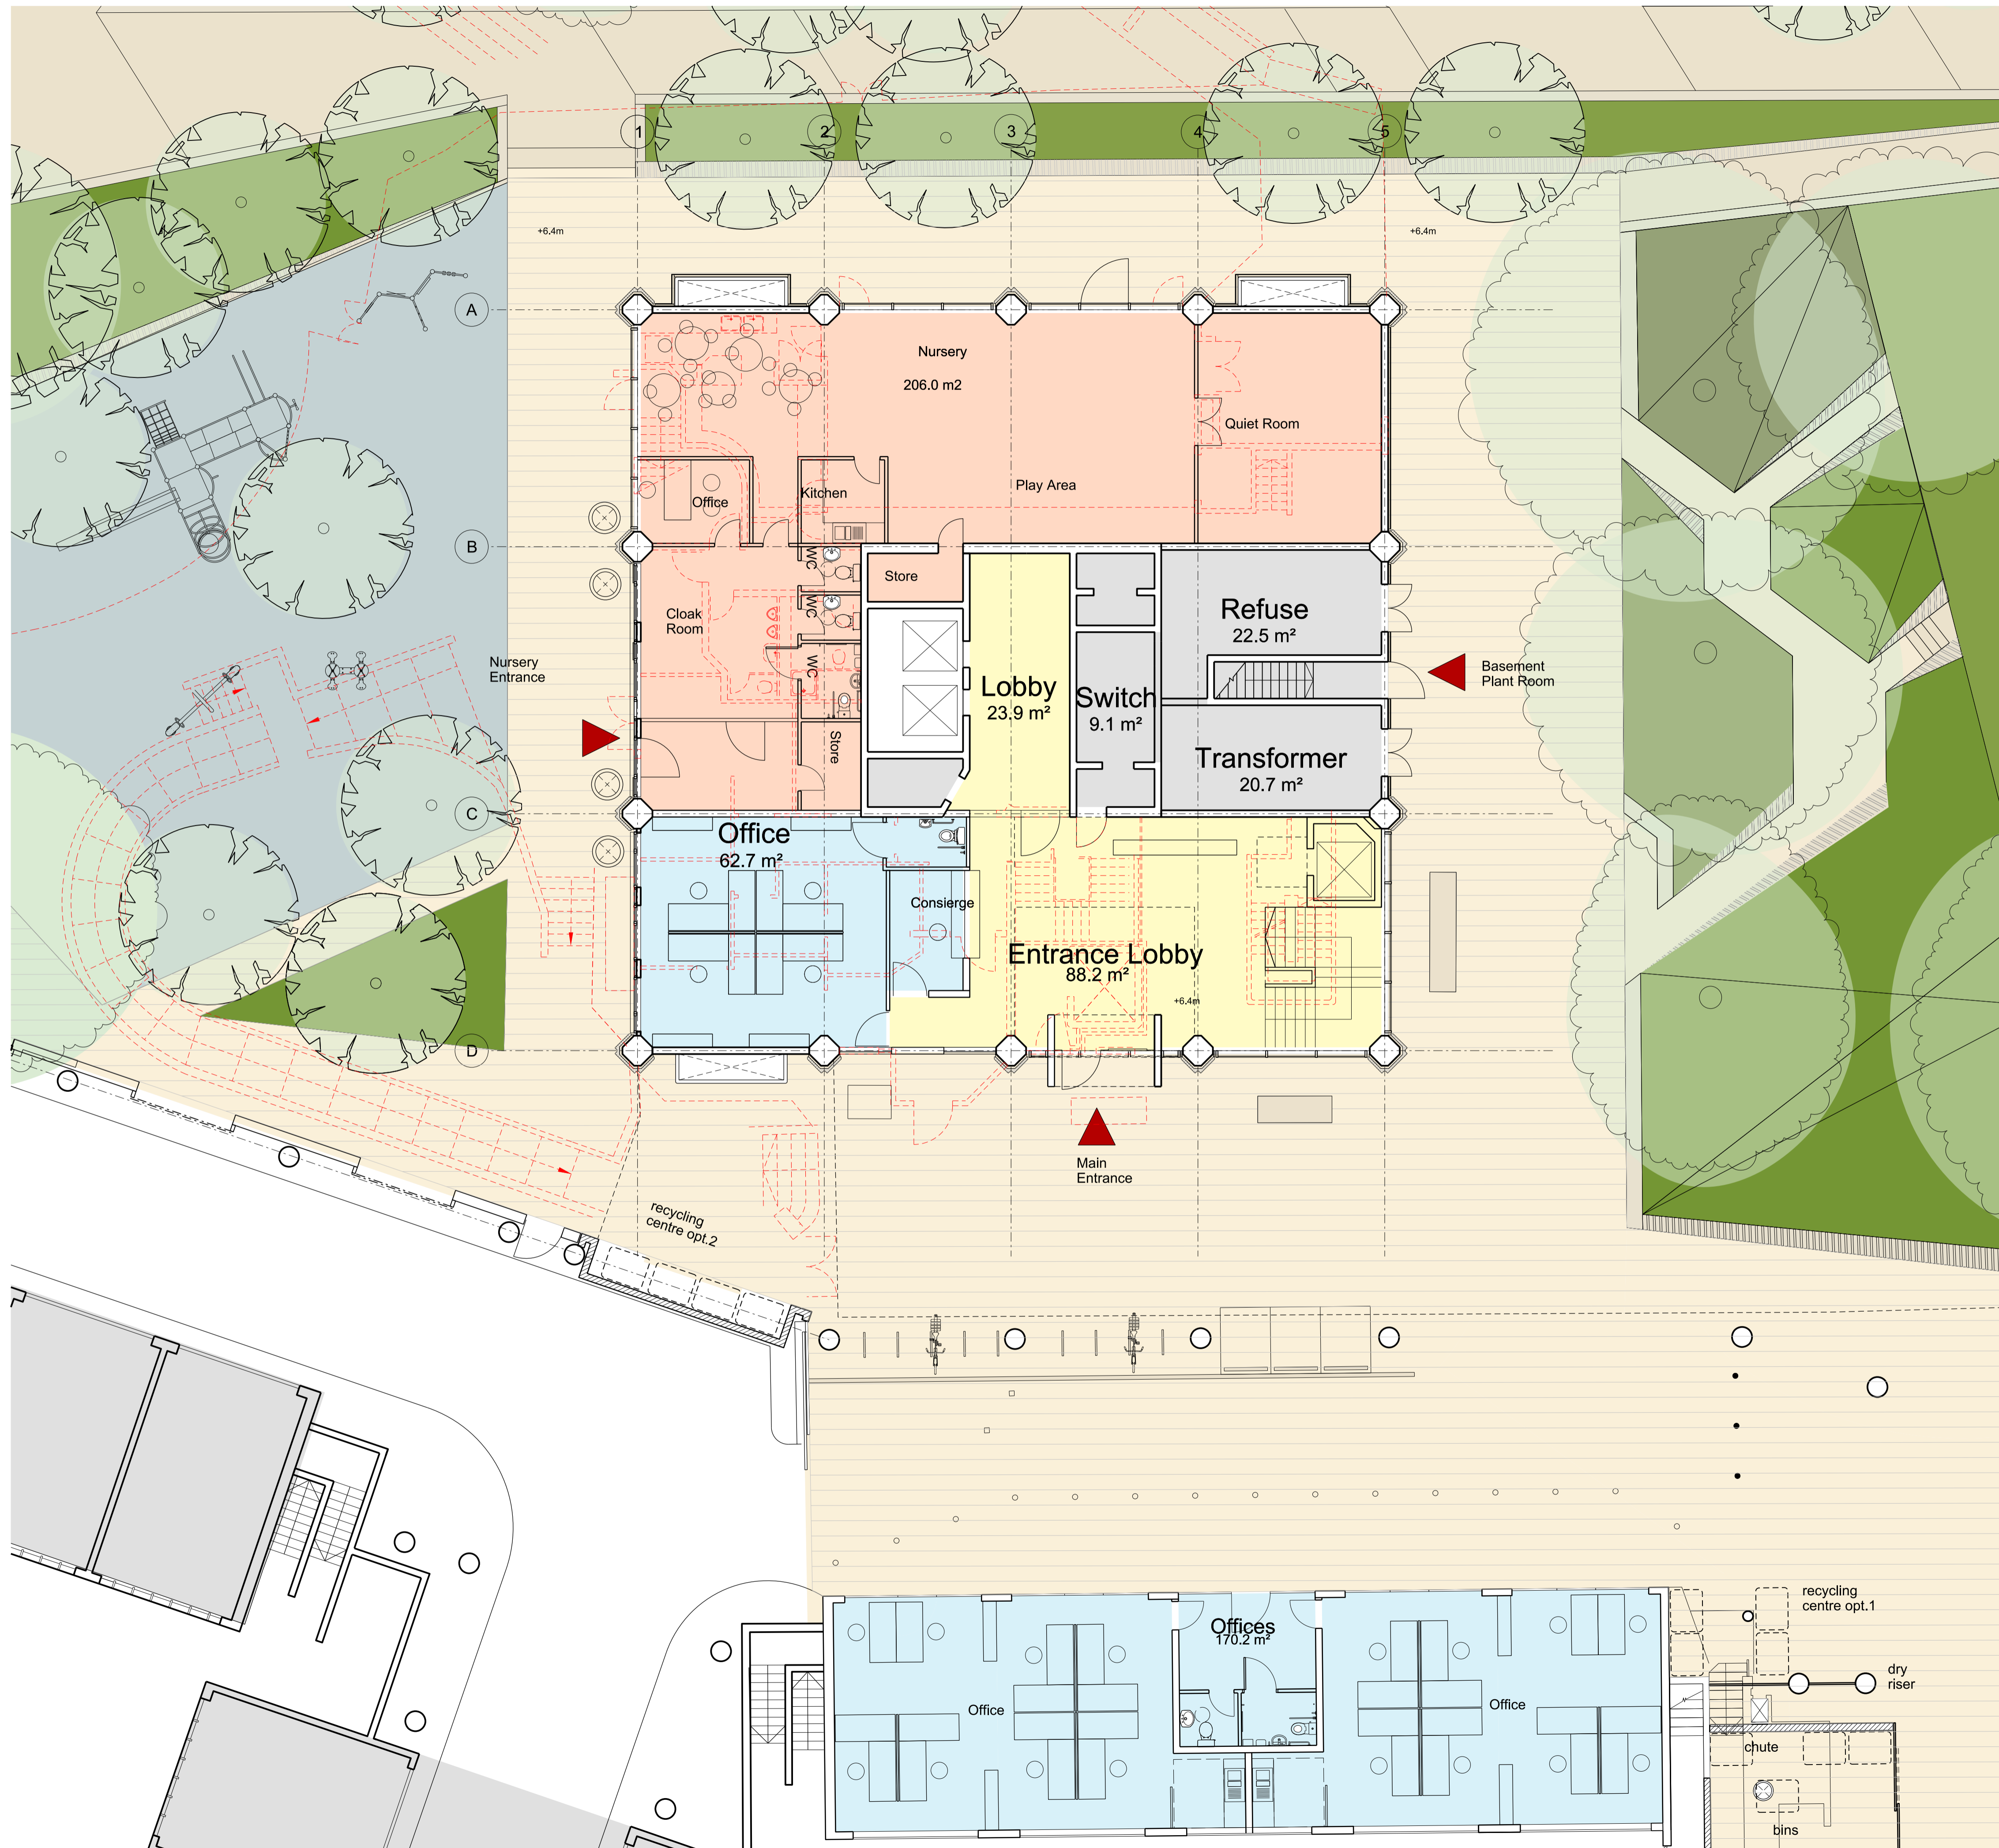 1
2
3
4
5
+6.4m
+6.4m
A
Nursery
206.0 m2
Quiet Room
Play Area
Kitchen
Office
B
WC
Store
WC
Cloak
Room
Refuse
22.5 m²
Nursery
Entrance
WC
Lobby
23.9 m²
Switch
9.1 m²
Basement
Plant Room
Store
Transformer
20.7 m²
C
Office
62.7 m²
Consierge
Entrance Lobby
88.2 m²
+6.4m
D
Main
Entrance
recycling
centre opt.2
recycling
centre opt.1
Offices
170.2 m²
dry
riser
Office
Office
chute
bins